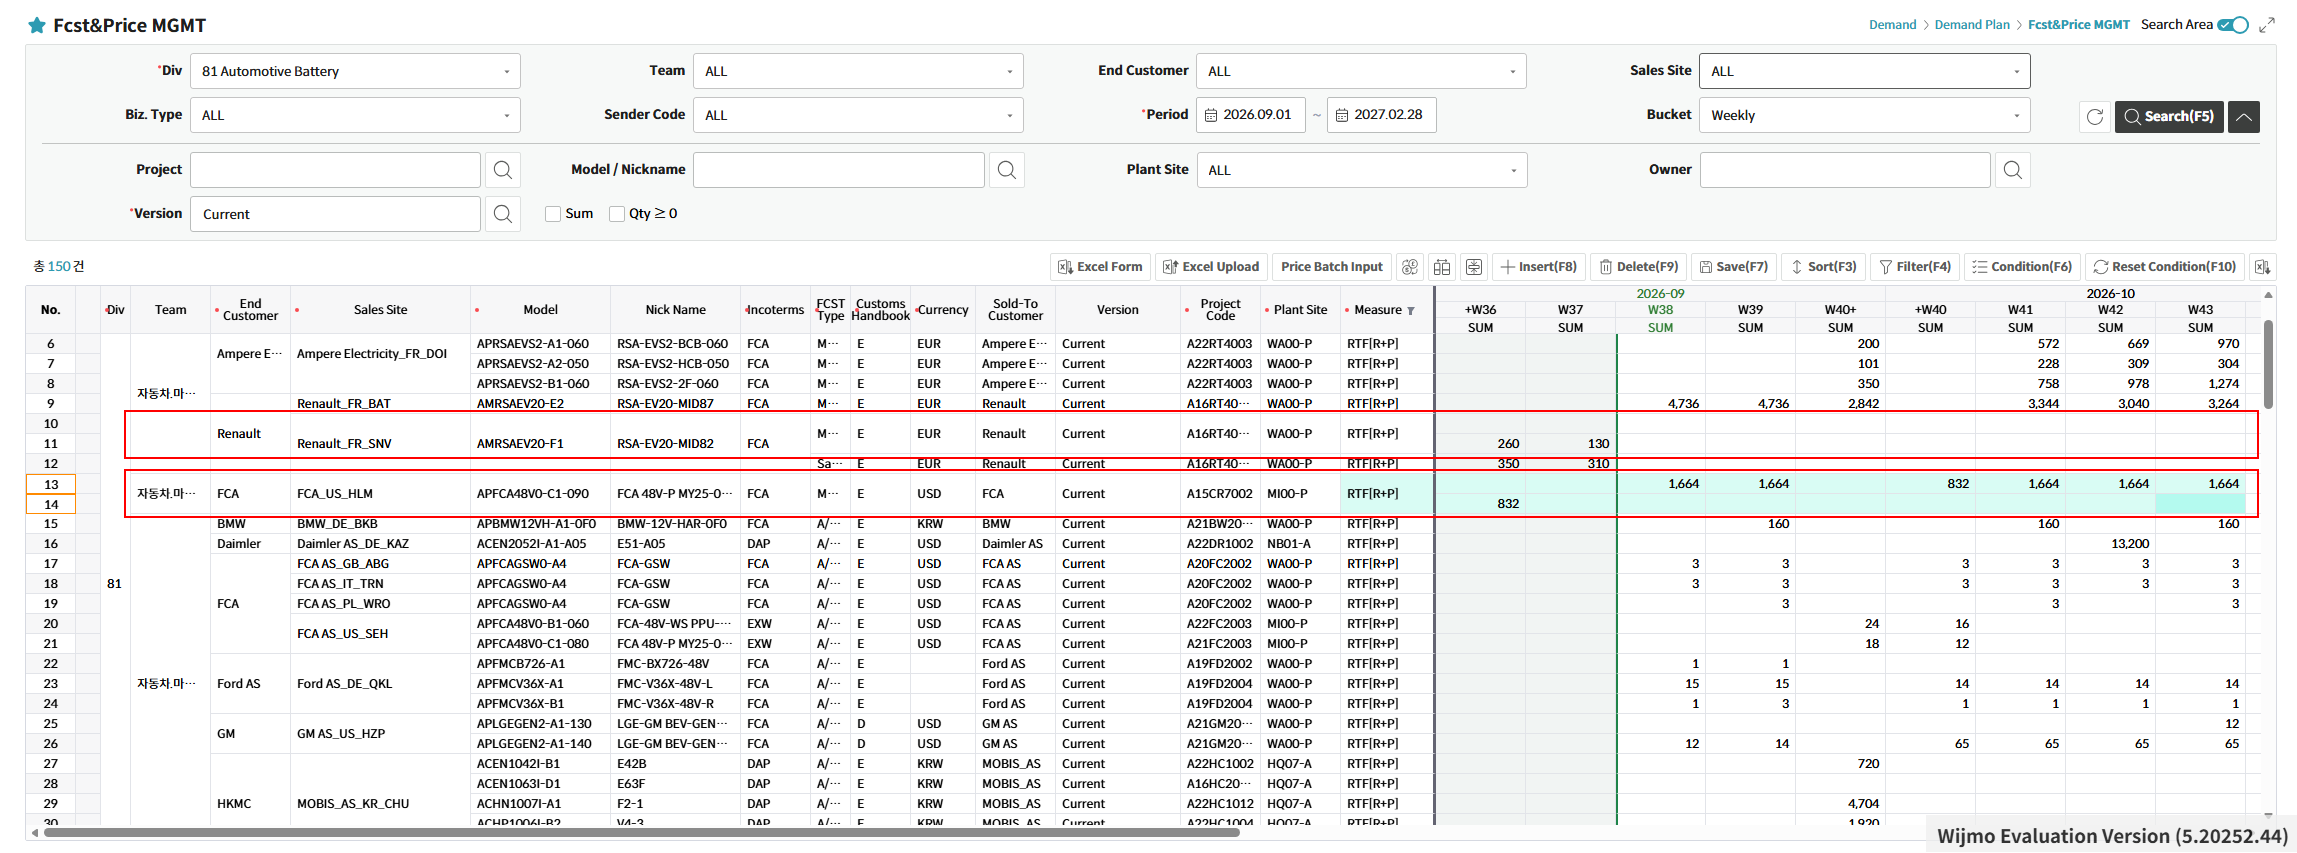 Fcst&Price MGMT
Demand > Demand Plan > Fcst&Price MGMT Search Area
*Div 81 Automotive Battery Team ALL End Customer ALL Sales Site ALL
Biz. Type ALL Sender Code ALL *Period 2026.09.01 ~ 2027.02.28 Bucket Weekly Search(F5)
Project Model / Nickname Plant Site ALL Owner
*Version Current Sum Qty ≥ 0
총 150 건 Excel Form Excel Upload Price Batch Input Insert(F8) Delete(F9) Save(F7) Sort(F3) Filter(F4) Condition(F6) Reset Condition(F10)
No. Div Team End Customer Sales Site Model Nick Name Incoterms FCST Type Customs Handbook Currency Sold-To Customer Version Project Code Plant Site Measure
2026-09 2026-10
+W36 W37 W38 W39 W40+ +W40 W41 W42 W43
SUM SUM SUM SUM SUM SUM SUM SUM SUM
81
자동차.마···
6 Ampere E··· Ampere Electricity_FR_DOI APRSAEVS2-A1-060 RSA-EVS2-BCB-060 FCA M··· E EUR Ampere E··· Current A22RT4003 WA00-P RTF[R+P] 200 572 669 970
7 APRSAEVS2-A2-050 RSA-EVS2-HCB-050 FCA M··· E EUR Ampere E··· Current A22RT4003 WA00-P RTF[R+P] 101 228 309 304
8 APRSAEVS2-B1-060 RSA-EVS2-2F-060 FCA M··· E EUR Ampere E··· Current A22RT4003 WA00-P RTF[R+P] 350 758 978 1,274
9 Renault_FR_BAT AMRSAEV20-E2 RSA-EV20-MID87 FCA M··· E EUR Renault Current A16RT40··· WA00-P RTF[R+P] 4,736 4,736 2,842 3,344 3,040 3,264
10 Renault M··· E EUR Renault Current A16RT40··· WA00-P RTF[R+P]
11 Renault_FR_SNV AMRSAEV20-F1 RSA-EV20-MID82 FCA 260 130
12 Sa··· E EUR Renault Current A16RT40··· WA00-P RTF[R+P] 350 310
13 자동차.마··· FCA FCA_US_HLM APFCA48V0-C1-090 FCA 48V-P MY25-0··· FCA M··· E USD FCA Current A15CR7002 MI00-P RTF[R+P] 1,664 1,664 832 1,664 1,664 1,664
14 832
15 BMW BMW_DE_BKB APBMW12VH-A1-0F0 BMW-12V-HAR-0F0 FCA A/··· E KRW BMW Current A21BW20··· WA00-P RTF[R+P] 160 160 160
16 Daimler Daimler AS_DE_KAZ ACEN2052I-A1-A05 E51-A05 DAP A/··· E USD Daimler AS Current A22DR1002 NB01-A RTF[R+P] 13,200
17 FCA AS_GB_ABG APFCAGSW0-A4 FCA-GSW FCA A/··· E USD FCA AS Current A20FC2002 WA00-P RTF[R+P] 3 3 3 3 3 3
18 FCA AS_IT_TRN APFCAGSW0-A4 FCA-GSW FCA A/··· E USD FCA AS Current A20FC2002 WA00-P RTF[R+P] 3 3 3 3 3 3
19 FCA FCA AS_PL_WRO APFCAGSW0-A4 FCA-GSW FCA A/··· E USD FCA AS Current A20FC2002 WA00-P RTF[R+P] 3 3 3
20 FCA AS_US_SEH APFCA48V0-B1-060 FCA-48V-WS PPU-··· EXW A/··· E USD FCA AS Current A22FC2003 MI00-P RTF[R+P] 24 16
21 APFCA48V0-C1-080 FCA 48V-P MY25-0··· EXW A/··· E USD FCA AS Current A21FC2003 MI00-P RTF[R+P] 18 12
22 APFMCB726-A1 FMC-BX726-48V FCA A/··· E Ford AS Current A19FD2002 WA00-P RTF[R+P] 1 1
23 자동차.마··· Ford AS Ford AS_DE_QKL APFMCV36X-A1 FMC-V36X-48V-L FCA A/··· E Ford AS Current A19FD2004 WA00-P RTF[R+P] 15 15 14 14 14 14
24 APFMCV36X-B1 FMC-V36X-48V-R FCA A/··· E Ford AS Current A19FD2004 WA00-P RTF[R+P] 1 3 1 1 1 1
25 GM GM AS_US_HZP APLGEGEN2-A1-130 LGE-GM BEV-GEN··· FCA A/··· D USD GM AS Current A21GM20··· WA00-P RTF[R+P] 12
26 APLGEGEN2-A1-140 LGE-GM BEV-GEN··· FCA A/··· D USD GM AS Current A21GM20··· WA00-P RTF[R+P] 12 14 65 65 65 65
27 ACEN1042I-B1 E42B DAP A/··· E KRW MOBIS_AS Current A22HC1002 HQ07-A RTF[R+P] 720
28 ACEN1063I-D1 E63F DAP A/··· E KRW MOBIS_AS Current A16HC20··· HQ07-A RTF[R+P]
29 HKMC MOBIS_AS_KR_CHU ACHN1007I-A1 F2-1 DAP A/··· E KRW MOBIS_AS Current A22HC1012 HQ07-A RTF[R+P] 4,704
30 ACHP1006I-B2 V4-3 DAP A/··· E KRW MOBIS_AS Current A22HC1004 HQ07-A RTF[R+P] 1,920
Wijmo Evaluation Version (5.20252.44)